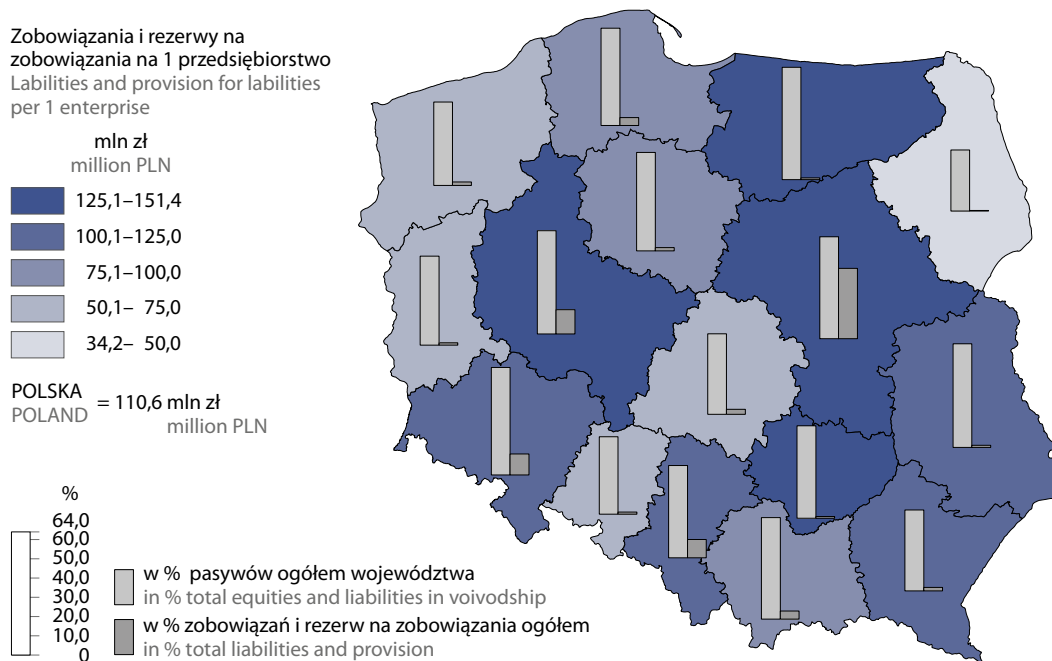 Zobowiązania i rezerwy na
zobowiązania na 1 przedsiębiorstwo
Labilities and provision for labilities
per 1 enterprise
mln zł
million PLN
125,1–151,4
100,1–125,0
75,1–100,0
50,1– 75,0
34,2– 50,0
POLSKA
POLAND = 110,6 mln zł
million PLN
%
64,0
60,0
50,0
40,0
30,0
20,0
10,0
0
w % pasywów ogółem województwa
in % total equities and liabilities in voivodship
w % zobowiązań i rezerw na zobowiązania ogółem
in % total liabilities and provision